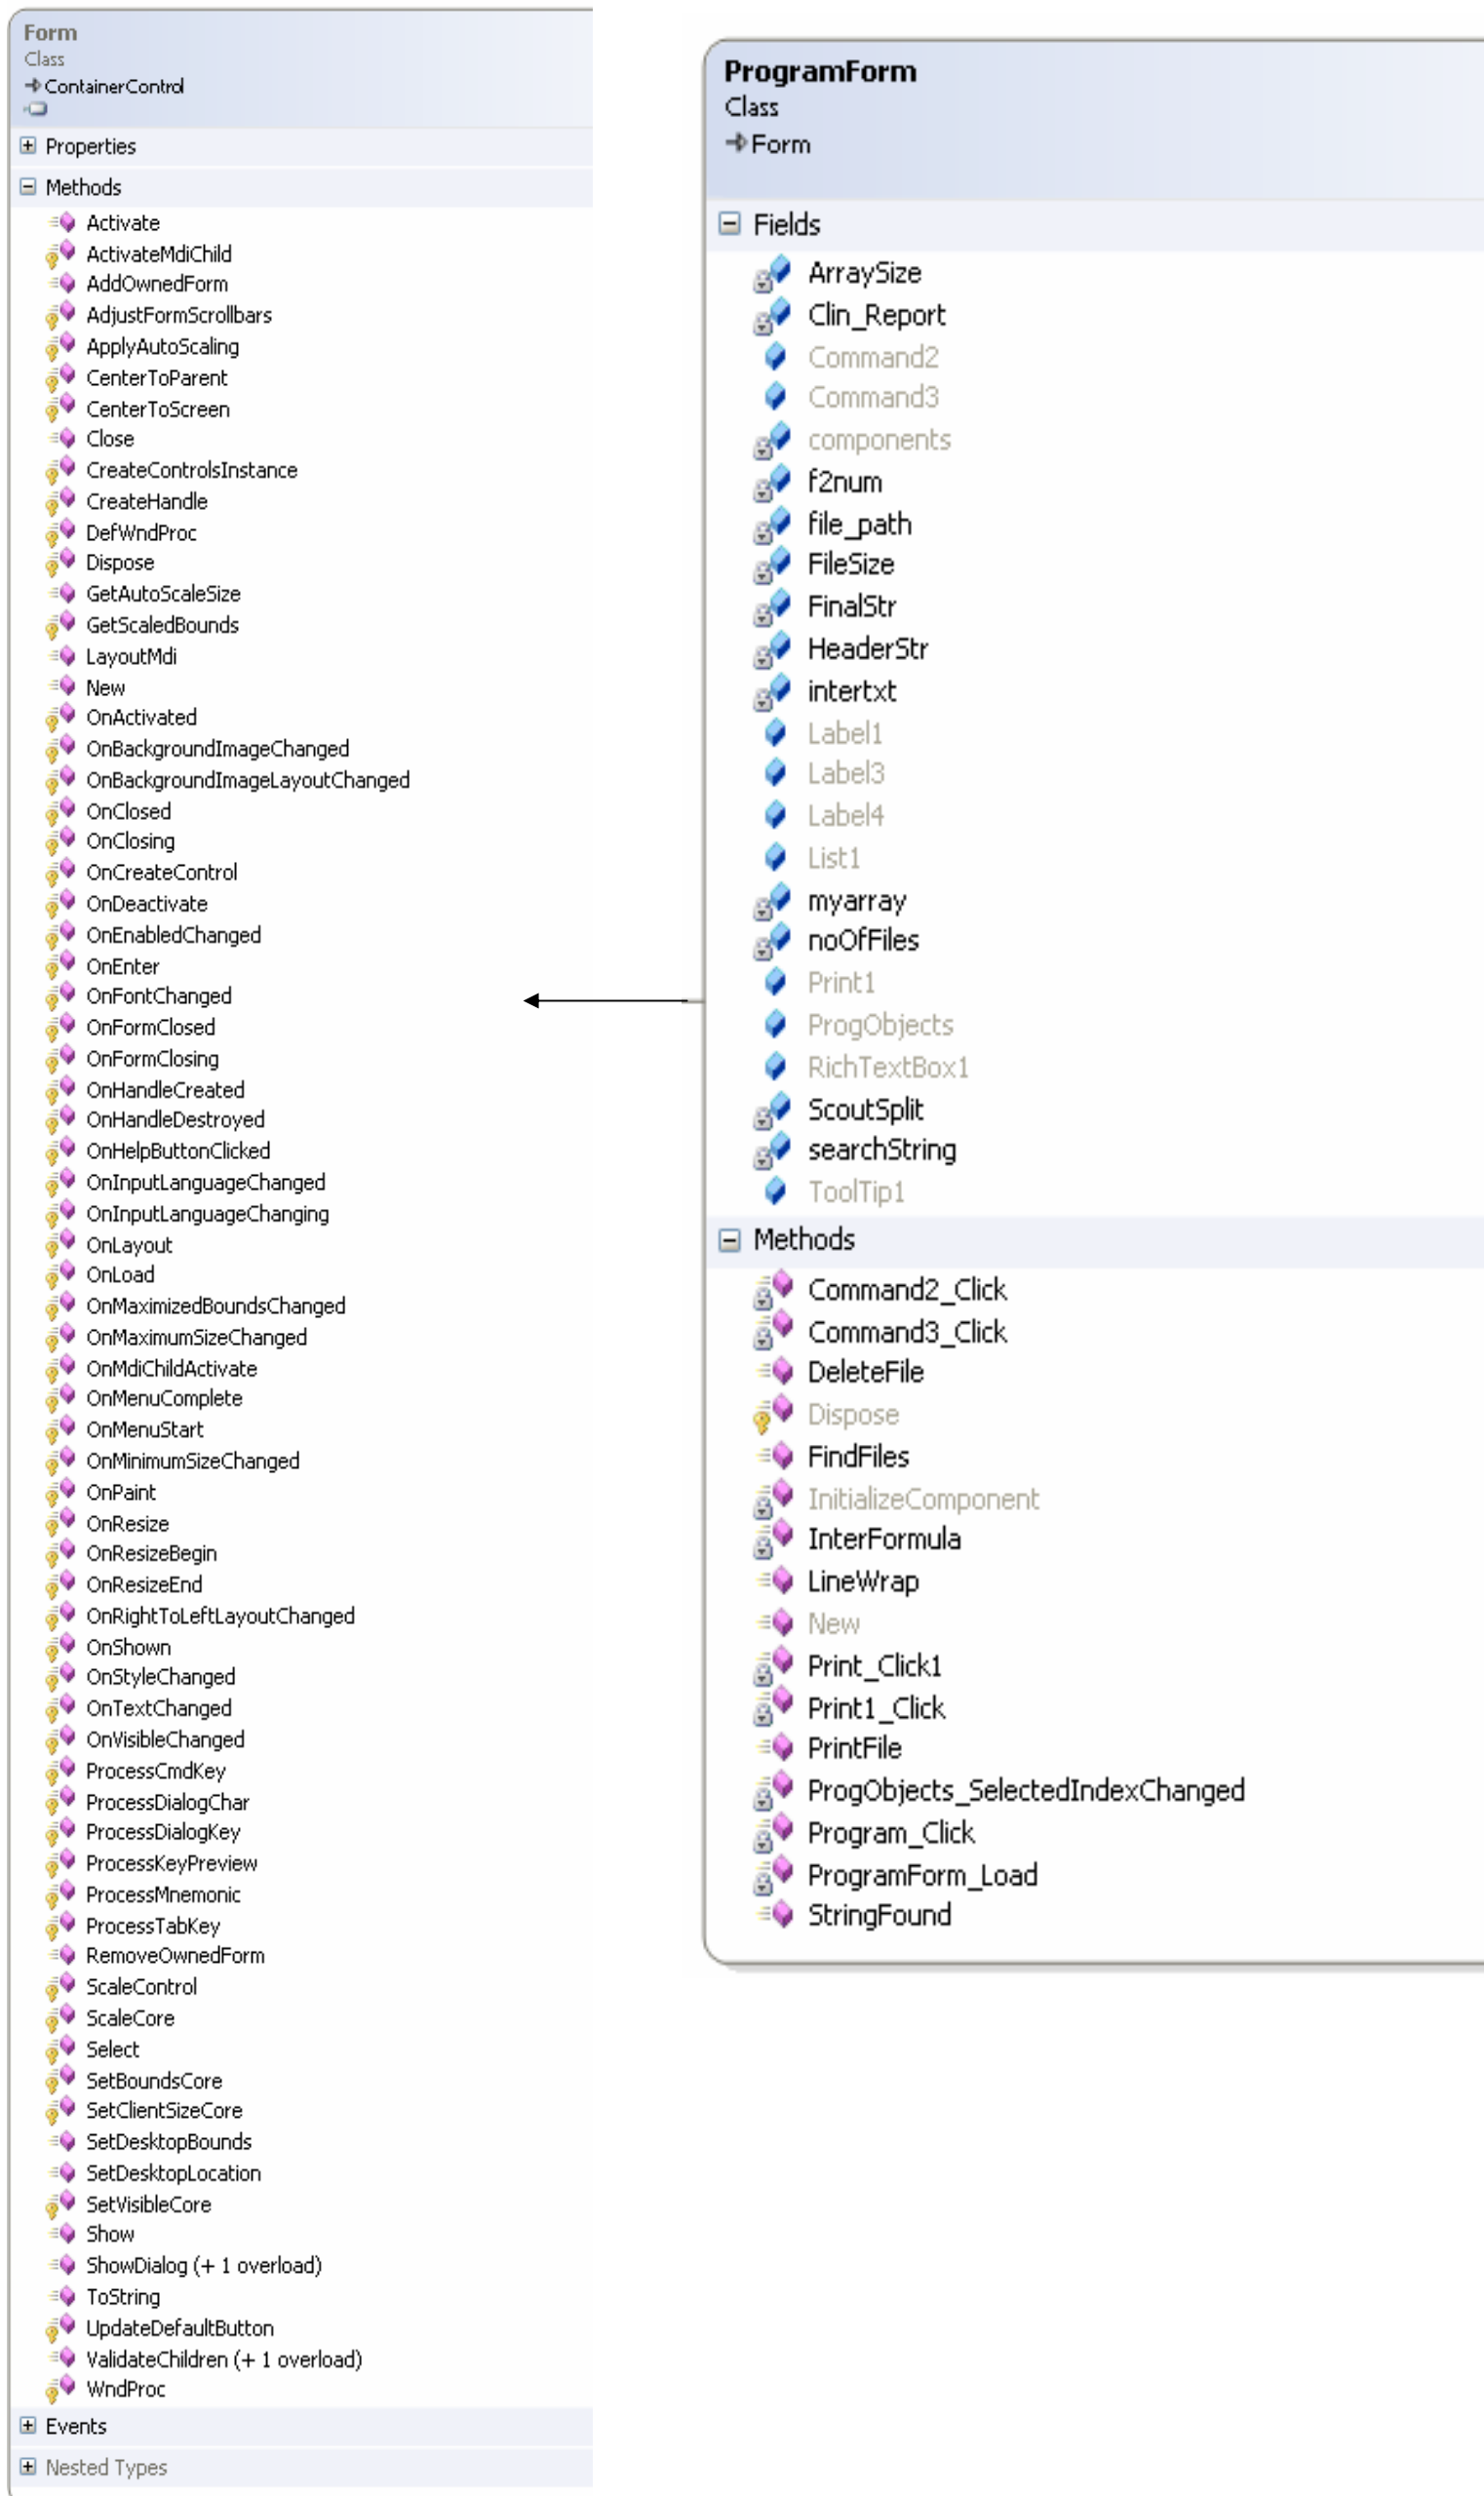 Form
Class
ContainerControl
Properties
Methods
Activate
ActivateMdiChild
AddOwnedForm
AdjustFormScrollbars
ApplyAutoScaling
CenterToParent
CenterToScreen
Close
CreateControlsInstance
CreateHandle
DefWndProc
Dispose
GetAutoScaleSize
GetScaledBounds
LayoutMdi
New
OnActivated
OnBackgroundImageChanged
OnBackgroundImageLayoutChanged
OnClosed
OnClosing
OnCreateControl
OnDeactivate
OnEnabledChanged
OnEnter
OnFontChanged
OnFormClosed
OnFormClosing
OnHandleCreated
OnHandleDestroyed
OnHelpButtonClicked
OnInputLanguageChanged
OnInputLanguageChanging
OnLayout
OnLoad
OnMaximizedBoundsChanged
OnMaximumSizeChanged
OnMdiChildActivate
OnMenuComplete
OnMenuStart
OnMinimumSizeChanged
OnPaint
OnResize
OnResizeBegin
OnResizeEnd
OnRightToLeftLayoutChanged
OnShown
OnStyleChanged
OnTextChanged
OnVisibleChanged
ProcessCmdKey
ProcessDialogChar
ProcessDialogKey
ProcessKeyPreview
ProcessMnemonic
ProcessTabKey
RemoveOwnedForm
ScaleControl
ScaleCore
Select
SetBoundsCore
SetClientSizeCore
SetDesktopBounds
SetDesktopLocation
SetVisibleCore
Show
ShowDialog (+ 1 overload)
ToString
UpdateDefaultButton
ValidateChildren (+ 1 overload)
WndProc
Events
Nested Types
ProgramForm
Class
Form
Fields
ArraySize
Clin_Report
Command2
Command3
components
f2num
file_path
FileSize
FinalStr
HeaderStr
intertxt
Label1
Label3
Label4
List1
myarray
noOfFiles
Print1
ProgObjects
RichTextBox1
ScoutSplit
searchString
ToolTip1
Methods
Command2_Click
Command3_Click
DeleteFile
Dispose
FindFiles
InitializeComponent
InterFormula
LineWrap
New
Print_Click1
Print1_Click
PrintFile
ProgObjects_SelectedIndexChanged
Program_Click
ProgramForm_Load
StringFound